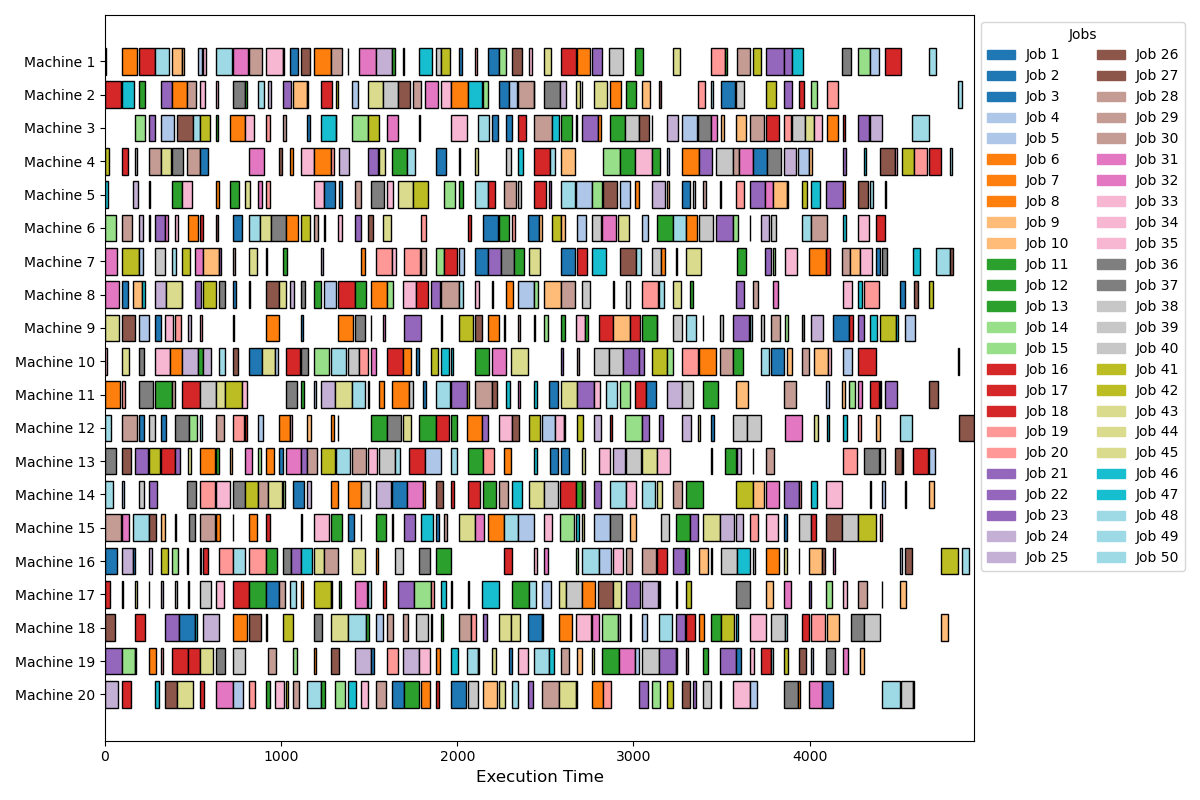 Machine 1
Machine 2
Machine 3
Machine 4
Machine 5
Machine 6
Machine 7
Machine 8
Machine 9
Machine 10
Machine 11
Machine 12
Machine 13
Machine 14
Machine 15
Machine 16
Machine 17
Machine 18
Machine 19
Machine 20
0 1000 2000 3000 4000
Execution Time
Jobs
Job 1 Job 26
Job 2 Job 27
Job 3 Job 28
Job 4 Job 29
Job 5 Job 30
Job 6 Job 31
Job 7 Job 32
Job 8 Job 33
Job 9 Job 34
Job 10 Job 35
Job 11 Job 36
Job 12 Job 37
Job 13 Job 38
Job 14 Job 39
Job 15 Job 40
Job 16 Job 41
Job 17 Job 42
Job 18 Job 43
Job 19 Job 44
Job 20 Job 45
Job 21 Job 46
Job 22 Job 47
Job 23 Job 48
Job 24 Job 49
Job 25 Job 50